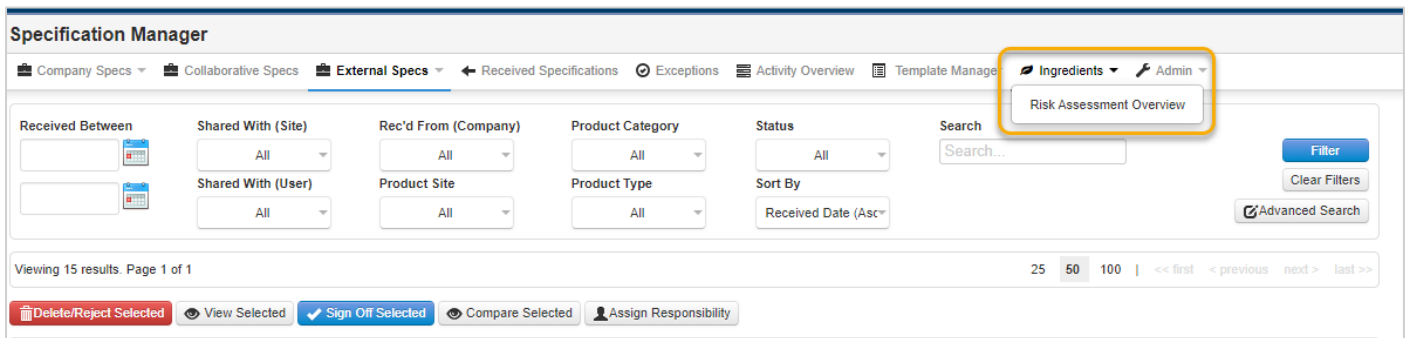 Specification Manager
Company Specs Collaborative Specs External Specs Received Specifications Exceptions Activity Overview Template Manager Ingredients Admin
Risk Assessment Overview
Received Between Shared With (Site) Rec'd From (Company) Product Category Status Search
All All All All Search... Filter
Shared With (User) Product Site Product Type Sort By Clear Filters
All All All Received Date (Asc Advanced Search
Viewing 15 results. Page 1 of 1 25 50 100 | << first < previous next > last >>
Delete/Reject Selected View Selected Sign Off Selected Compare Selected Assign Responsibility